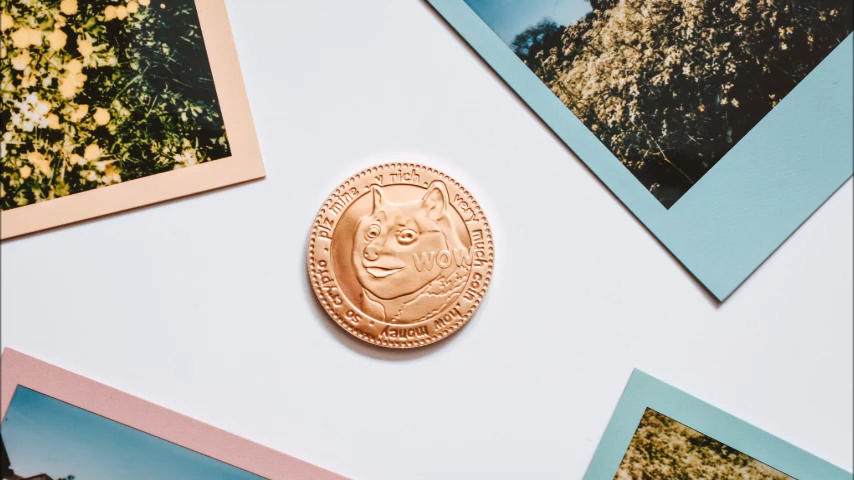 plz mine . v rich . very much coin . how money . so crypto .
WOW